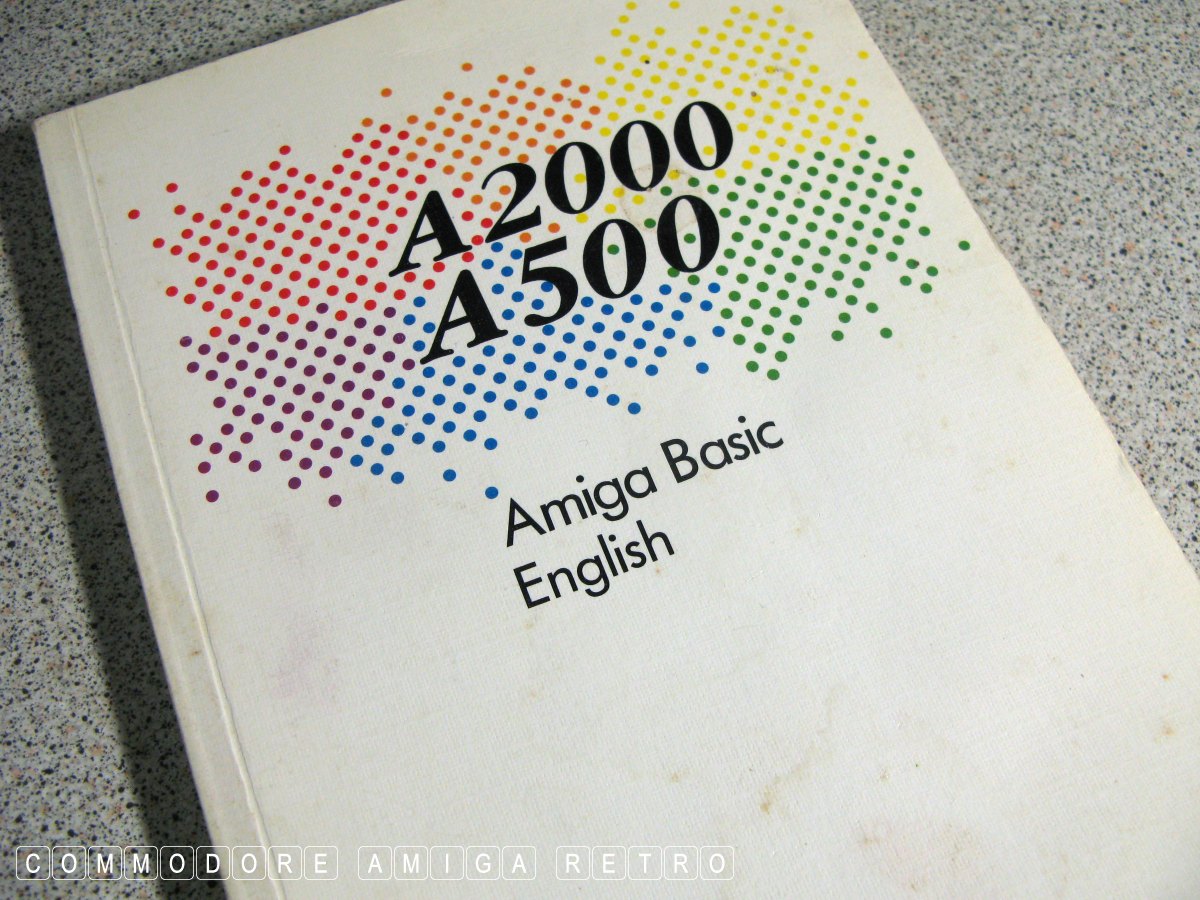 A2000
A500
Amiga Basic
English
COMMODORE AMIGA RETRO